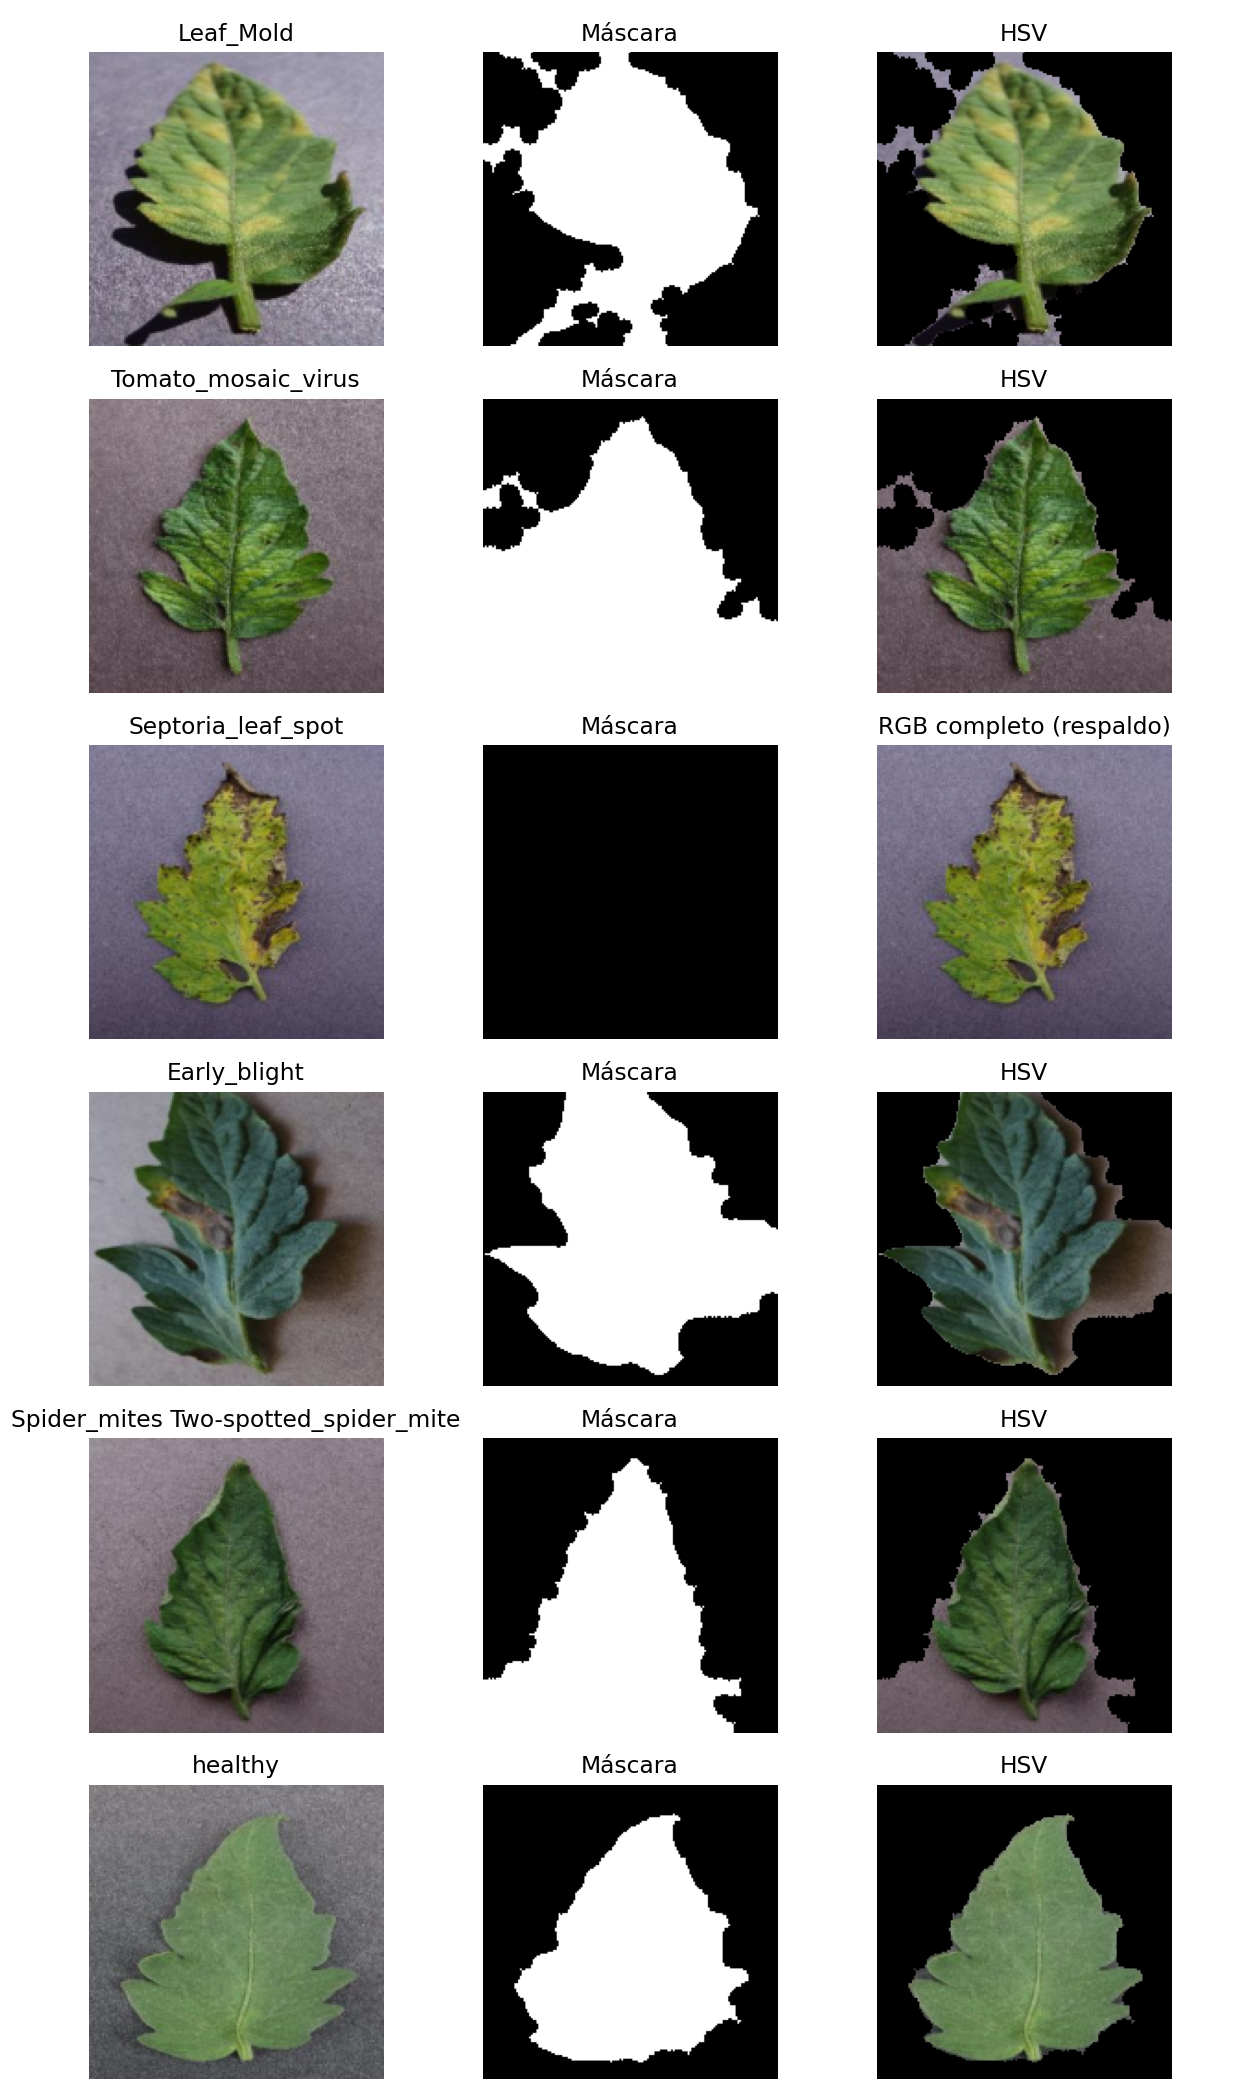 Leaf_Mold
Máscara
HSV
Tomato_mosaic_virus
Máscara
HSV
Septoria_leaf_spot
Máscara
RGB completo (respaldo)
Early_blight
Máscara
HSV
Spider_mites Two-spotted_spider_mite
Máscara
HSV
healthy
Máscara
HSV